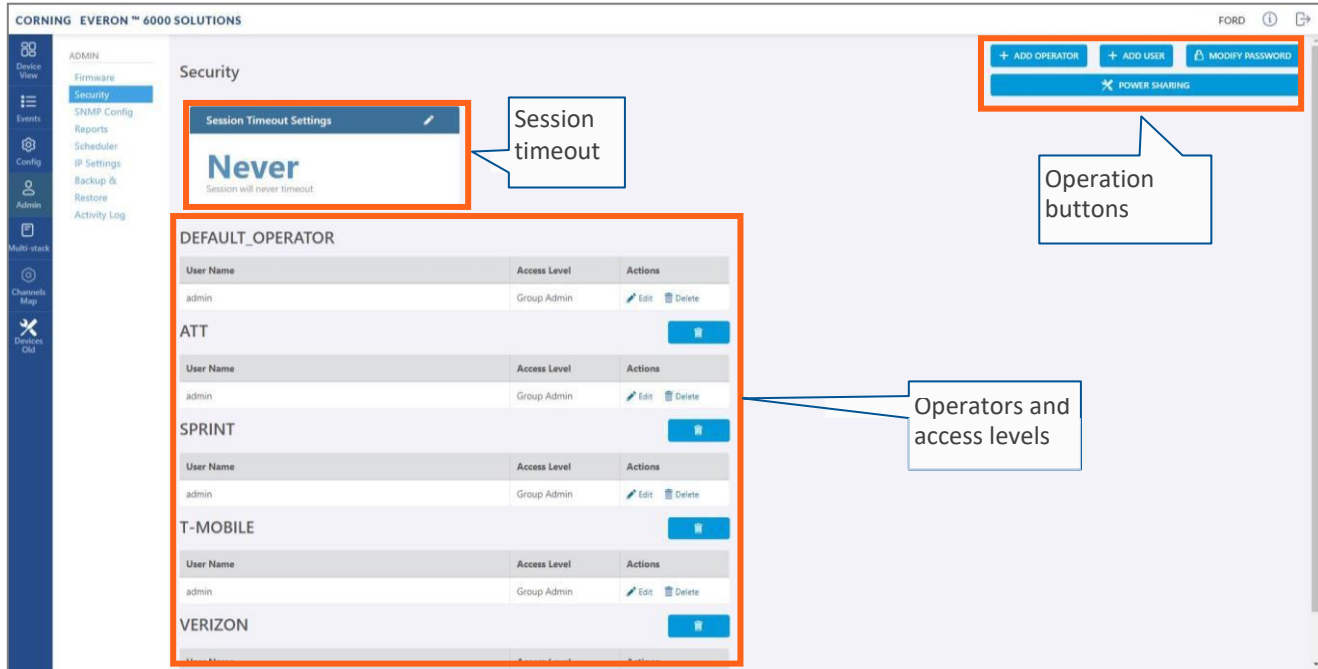 CORNING EVERON ™ 6000 SOLUTIONS
FORD
Device
View
Events
Config
Admin
Multi-stack
Channels
Map
Devices
Old
ADMIN
Firmware
Security
SNMP Config
Reports
Scheduler
IP Settings
Backup &
Restore
Activity Log
Security
+ ADD OPERATOR
+ ADD USER
MODIFY PASSWORD
POWER SHARING
Session Timeout Settings
Never
Session will never timeout
Session
timeout
Operation
buttons
DEFAULT_OPERATOR
User Name Access Level Actions
admin Group Admin Edit Delete
ATT
User Name Access Level Actions
admin Group Admin Edit Delete
SPRINT
User Name Access Level Actions
admin Group Admin Edit Delete
T-MOBILE
User Name Access Level Actions
admin Group Admin Edit Delete
VERIZON
Operators and
access levels